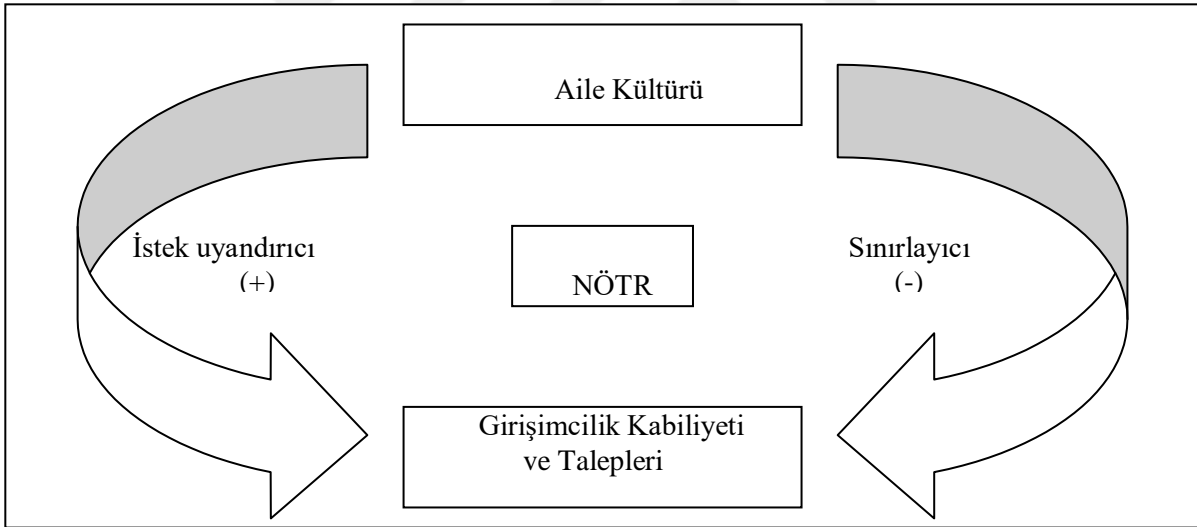 Aile Kültürü
İstek uyandırıcı
(+)
NÖTR
Sınırlayıcı
(-)
Girişimcilik Kabiliyeti
ve Talepleri